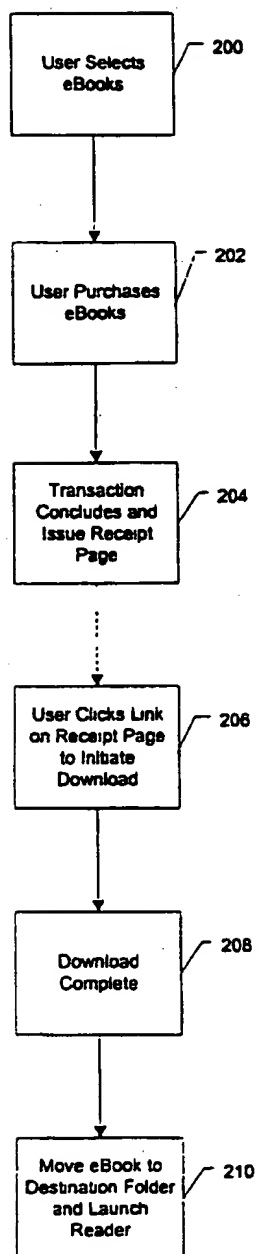 User Selects
eBooks
200
User Purchases
eBooks
202
Transaction
Concludes and
Issue Receipt
Page
204
User Clicks Link
on Receipt Page
to Initiate
Download
206
Download
Complete
208
Move eBook to
Destination Folder
and Launch
Reader
210